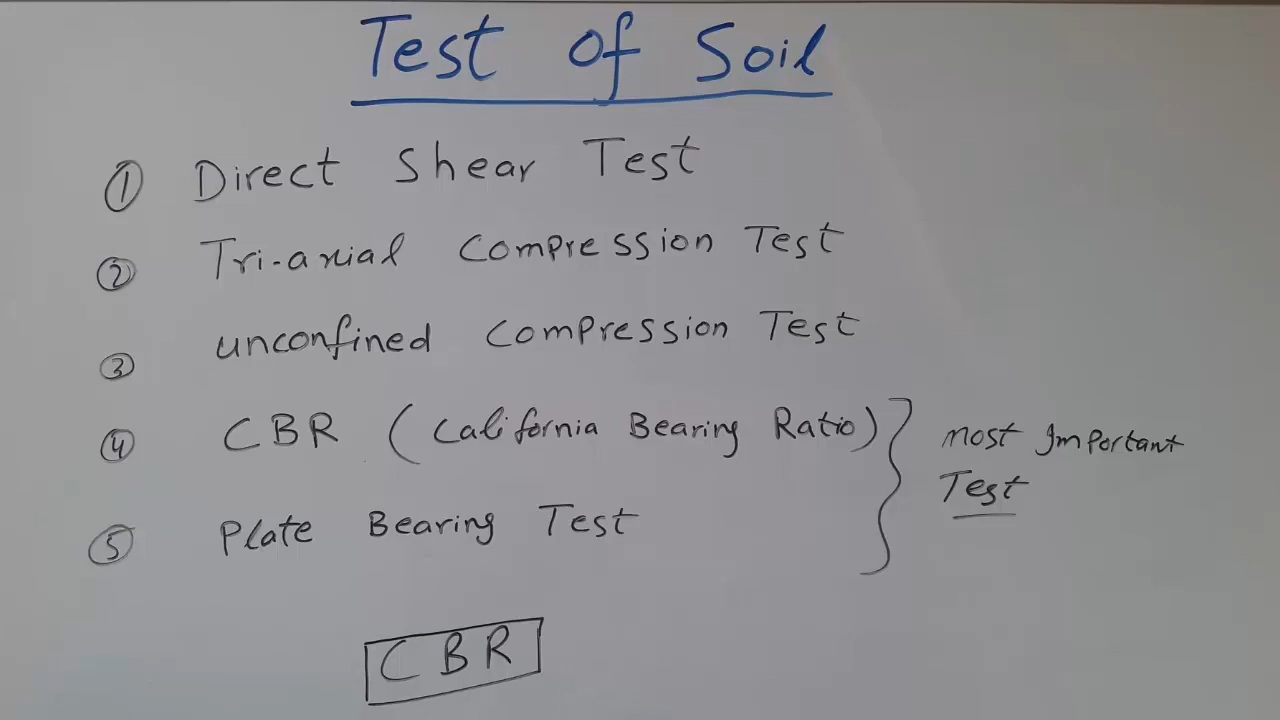 Test of Soil
① Direct Shear Test
② Tri-axial Compression Test
③ unconfined Compression Test
④ CBR (California Bearing Ratio)
⑤ Plate Bearing Test
most Important
Test
CBR